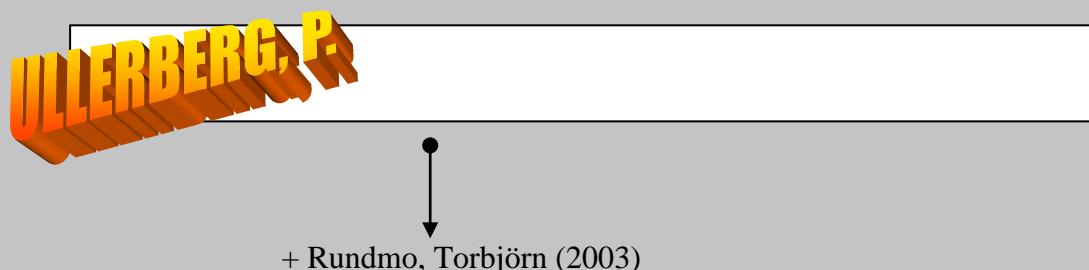 ULLERBERG, P.
+ Rundmo, Torbjörn (2003)